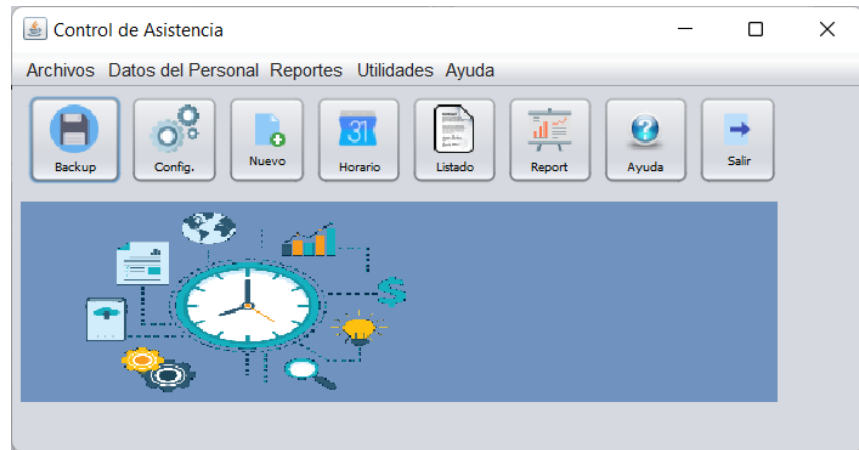 Control de Asistencia
Archivos Datos del Personal Reportes Utilidades Ayuda
Backup Config. Nuevo 31 Horario Listado Report Ayuda Salir
$